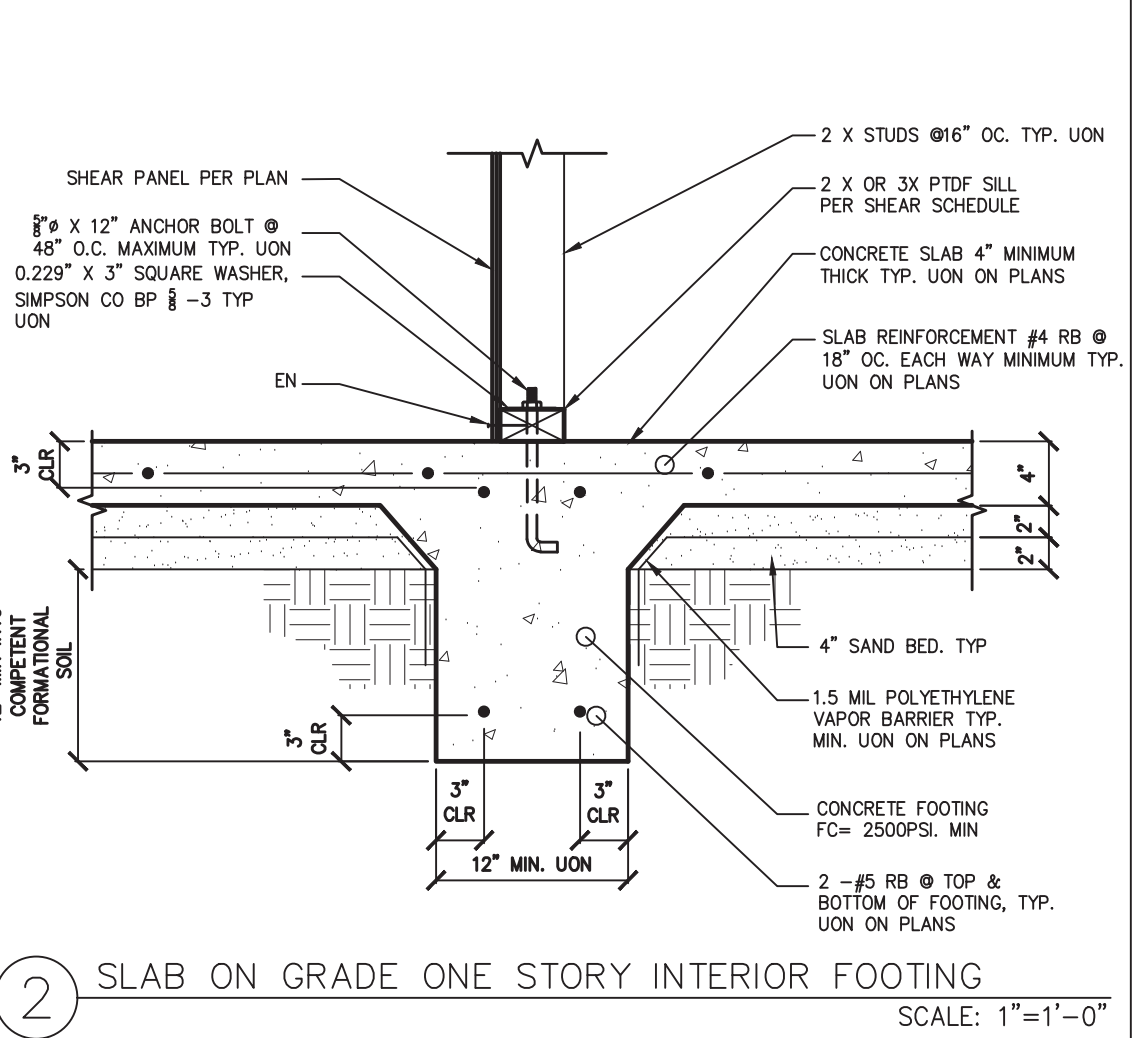 SHEAR PANEL PER PLAN
5/8"ø X 12" ANCHOR BOLT @
48" O.C. MAXIMUM TYP. UON
0.229" X 3" SQUARE WASHER,
SIMPSON CO BP 5/8 -3 TYP
UON
EN
2 X STUDS @16" OC. TYP. UON
2 X OR 3X PTDF SILL
PER SHEAR SCHEDULE
CONCRETE SLAB 4" MINIMUM
THICK TYP. UON ON PLANS
SLAB REINFORCEMENT #4 RB @
18" OC. EACH WAY MINIMUM TYP.
UON ON PLANS
3"
CLR
4"
2"
2"
COMPETENT
FORMATIONAL
SOIL
3"
CLR
3"
CLR
3"
CLR
12" MIN. UON
4" SAND BED. TYP
1.5 MIL POLYETHYLENE
VAPOR BARRIER TYP.
MIN. UON ON PLANS
CONCRETE FOOTING
FC= 2500PSI. MIN
2 -#5 RB @ TOP &
BOTTOM OF FOOTING, TYP.
UON ON PLANS
2
SLAB ON GRADE ONE STORY INTERIOR FOOTING
SCALE: 1"=1'-0"